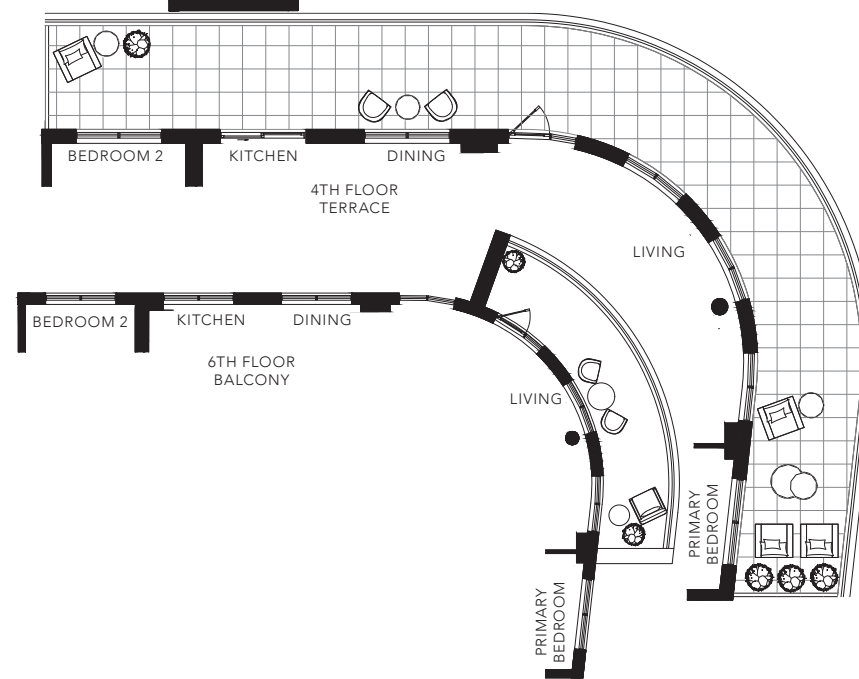 BEDROOM 2
KITCHEN
DINING
4TH FLOOR
TERRACE
LIVING
PRIMARY
BEDROOM
BEDROOM 2
KITCHEN
DINING
6TH FLOOR
BALCONY
LIVING
PRIMARY
BEDROOM